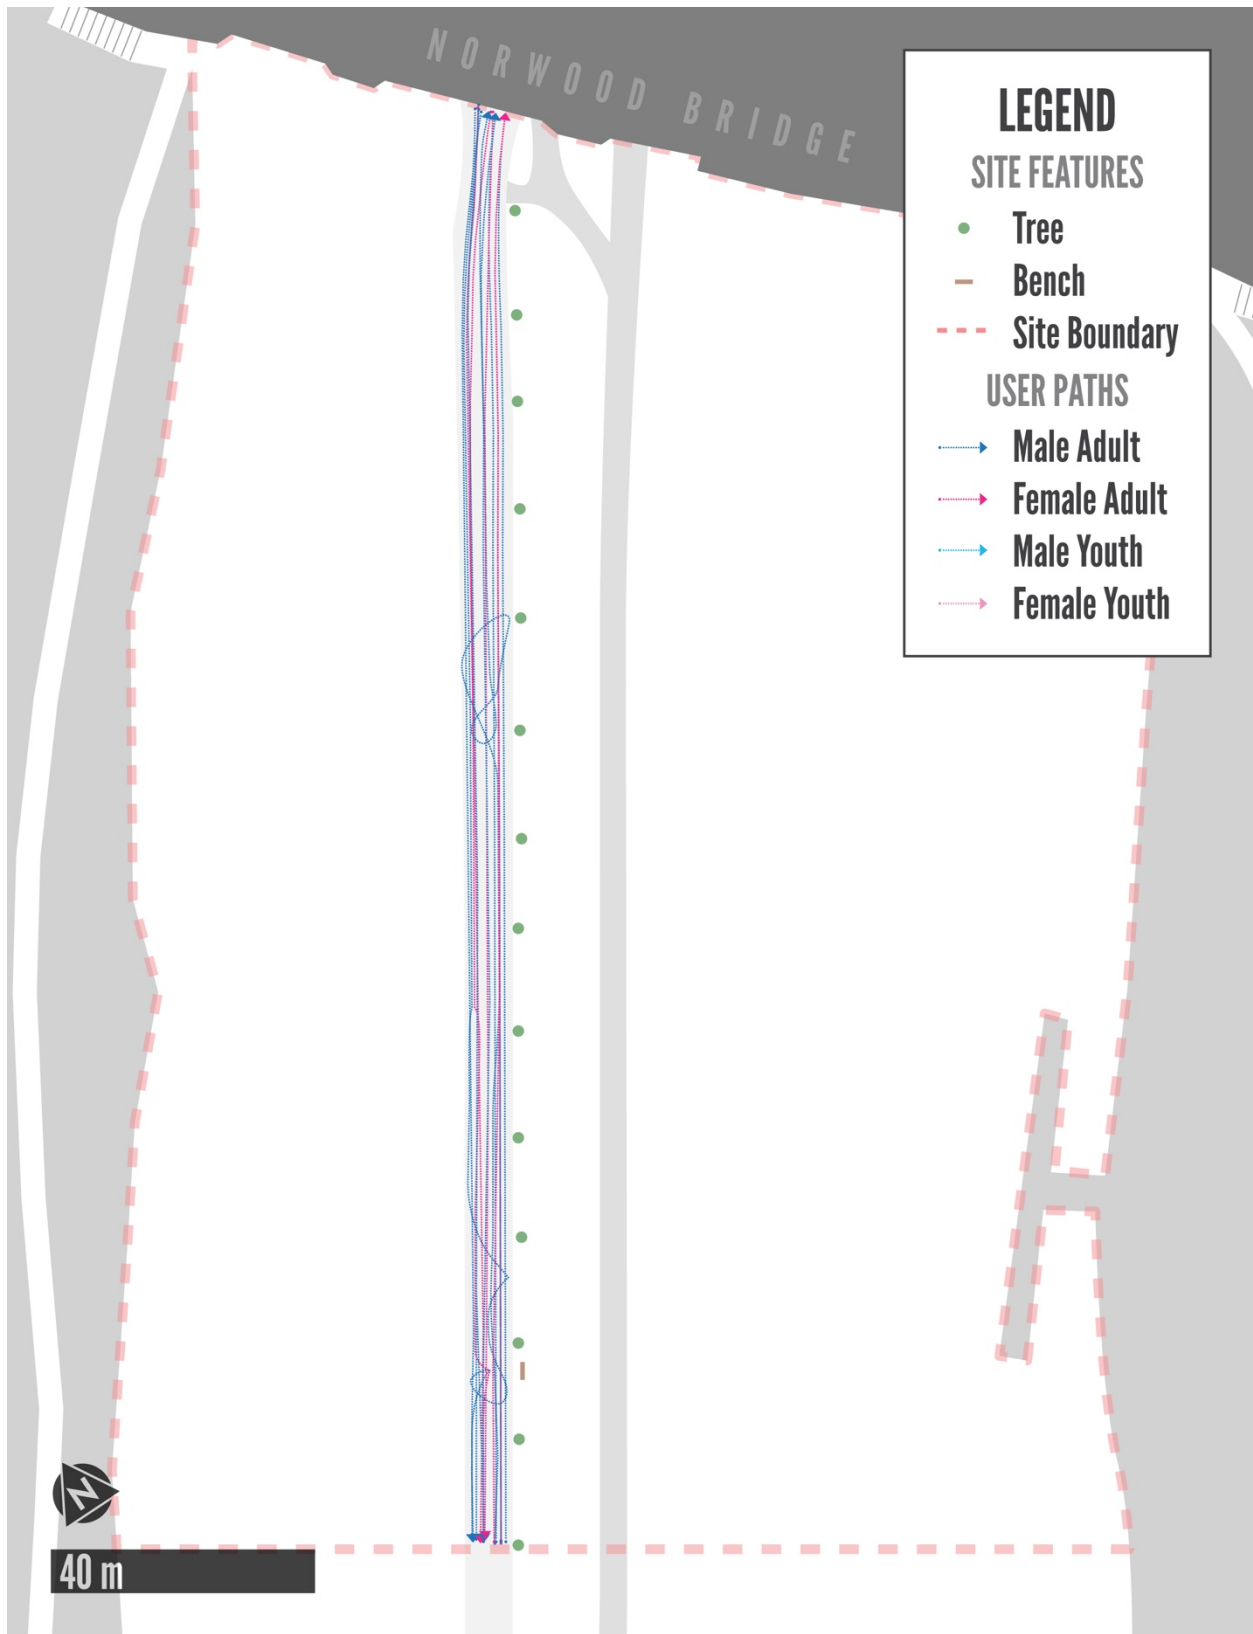 NORWOOD BRIDGE
LEGEND
SITE FEATURES
Tree
Bench
Site Boundary
USER PATHS
Male Adult
Female Adult
Male Youth
Female Youth
N
40 m